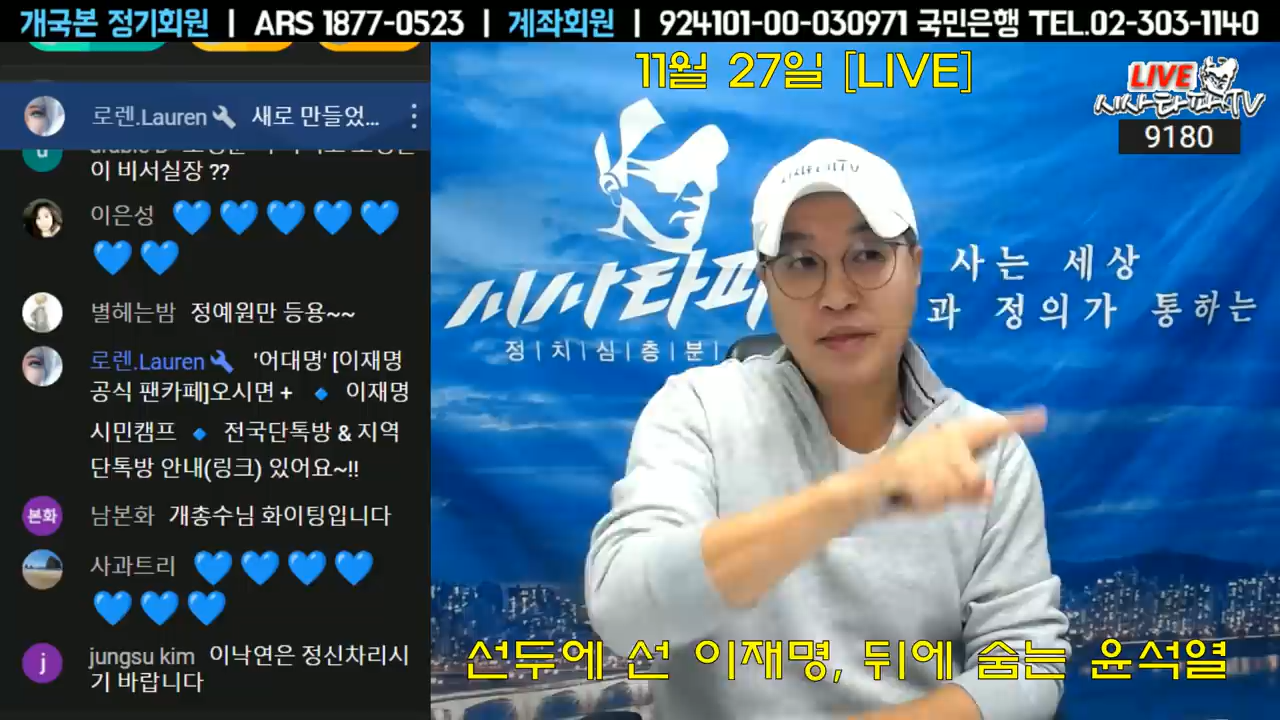 개국본 정기회원 | ARS 1877-0523 | 계좌회원 | 924101-00-030971 국민은행 TEL.02-303-1140
11월 27일 [LIVE]
LIVE
시사타파TV
9180
로렌.Lauren 새로 만들었...
이 비서실장 ??
이은성 💙💙💙💙💙
💙💙
별헤는밤 정예원만 등용~~
로렌.Lauren '어대명' [이재명
공식 팬카페]오시면 + 🔹 이재명
시민캠프 🔹 전국단톡방 & 지역
단톡방 안내(링크) 있어요~!!
본화 남본화 개총수님 화이팅입니다
사과트리 💙💙💙💙
💙💙💙
j jungsu kim 이낙연은 정신차리시
기 바랍니다
시사타파TV
시사타파
정|치|심|층|분|
사는 세상
과 정의가 통하는
선두에 선 이재명, 뒤에 숨는 윤석열